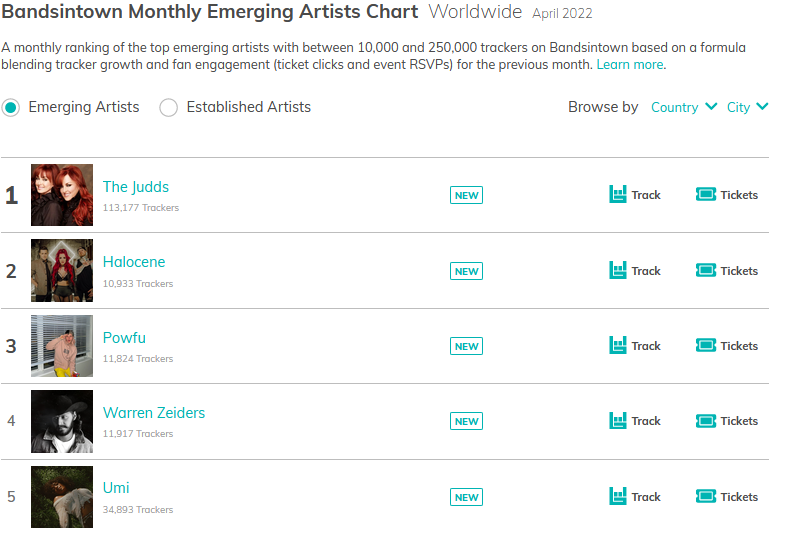 Bandsintown Monthly Emerging Artists Chart Worldwide April 2022
A monthly ranking of the top emerging artists with between 10,000 and 250,000 trackers on Bandsintown based on a formula
blending tracker growth and fan engagement (ticket clicks and event RSVPs) for the previous month. Learn more.
Emerging Artists Established Artists Browse by Country City
1 The Judds NEW Track Tickets
113,177 Trackers
2 Halocene NEW Track Tickets
10,933 Trackers
3 Powfu NEW Track Tickets
11,824 Trackers
4 Warren Zeiders NEW Track Tickets
11,917 Trackers
5 Umi NEW Track Tickets
34,893 Trackers